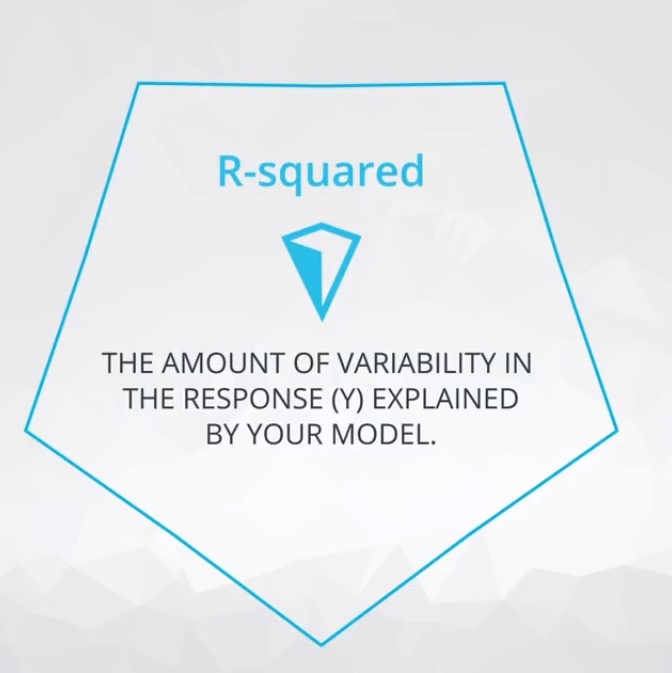 R-squared
THE AMOUNT OF VARIABILITY IN
THE RESPONSE (Y) EXPLAINED
BY YOUR MODEL.